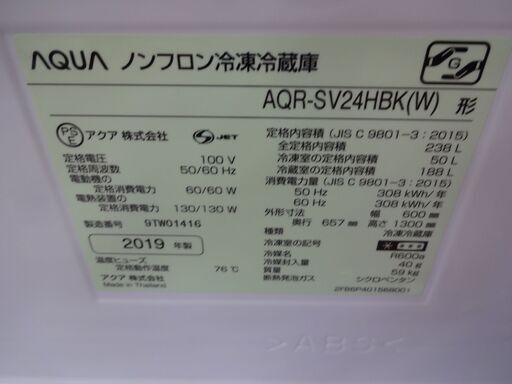 AQUA ノンフロン冷凍冷蔵庫
G
AQR-SV24HBK(W) 形
PSE アクア 株式会社 S JET
定格電圧 100 V
定格周波数 50/60 Hz
電動機の
定格消費電力 60/60 W
電熱装置の
定格消費電力 130/130 W
製造番号 9TW01416
2019 年製
温度ヒューズ
定格動作温度 76℃
アクア 株式会社
Made in Thailand
定格内容積 (JIS C 9801-3 : 2015)
全定格内容積 238 L
冷凍室の定格内容積 50 L
冷蔵室の定格内容積 188 L
消費電力量 (JIS C 9801-3 : 2015)
50 Hz 308 kWh/年
60 Hz 308 kWh/年
外形寸法 幅 600 mm
奥行 657 mm 高さ 1300 mm
種類 冷凍冷蔵庫
冷凍室の記号
冷媒名 R600a
冷媒封入量 40 g
質量 59 kg
断熱発泡ガス シクロペンタン
>ABS<